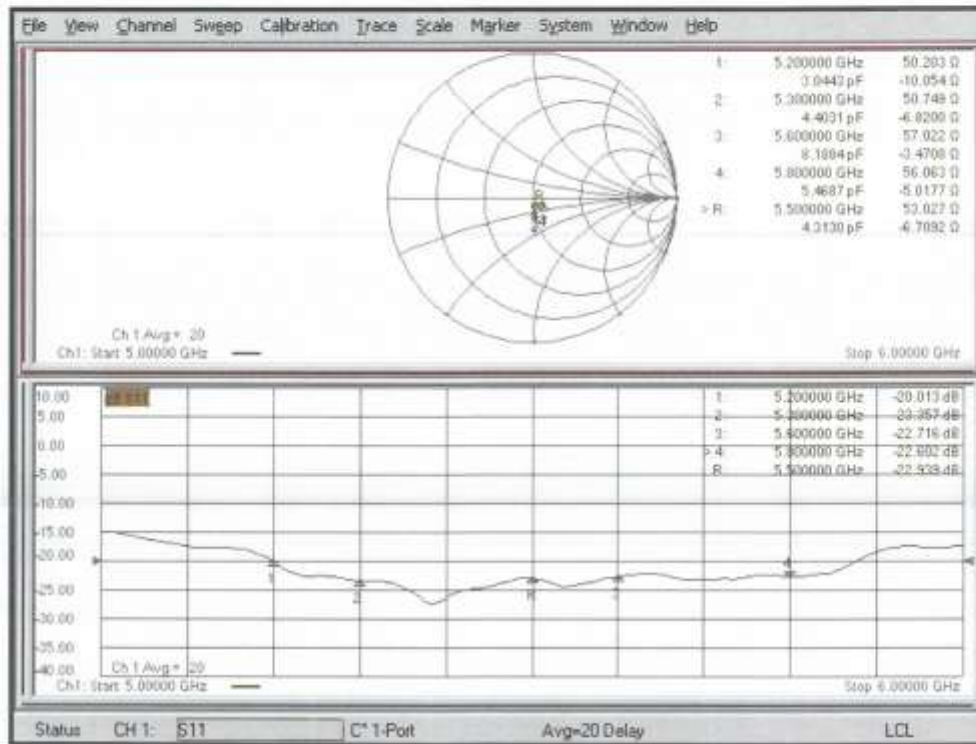 File View Channel Sweep Calibration Trace Scale Marker System Window Help
1: 5.200000 GHz 50.203 Ω
3.0443 pF -10.054 Ω
2: 5.300000 GHz 50.749 Ω
4.4031 pF -6.8200 Ω
3: 5.600000 GHz 57.022 Ω
8.1884 pF -3.4708 Ω
4: 5.800000 GHz 56.063 Ω
5.4687 pF -5.0177 Ω
> R: 5.500000 GHz 53.027 Ω
4.3130 pF -6.7092 Ω
4
Ch 1 Avg = 20
Ch1: Start 5.00000 GHz
Stop 6.00000 GHz
10.00
5.00
0.00
-5.00
-10.00
-15.00
-20.00
-25.00
-30.00
-35.00
-40.00
1: 5.200000 GHz -20.013 dB
2: 5.300000 GHz -23.357 dB
3: 5.600000 GHz -22.716 dB
> 4: 5.800000 GHz -22.602 dB
R: 5.500000 GHz -22.939 dB
1
2
R
4
Ch 1 Avg = 20
Ch1: Start 5.00000 GHz
Stop 6.00000 GHz
Status CH 1: S11 C* 1-Port Avg=20 Delay LCL